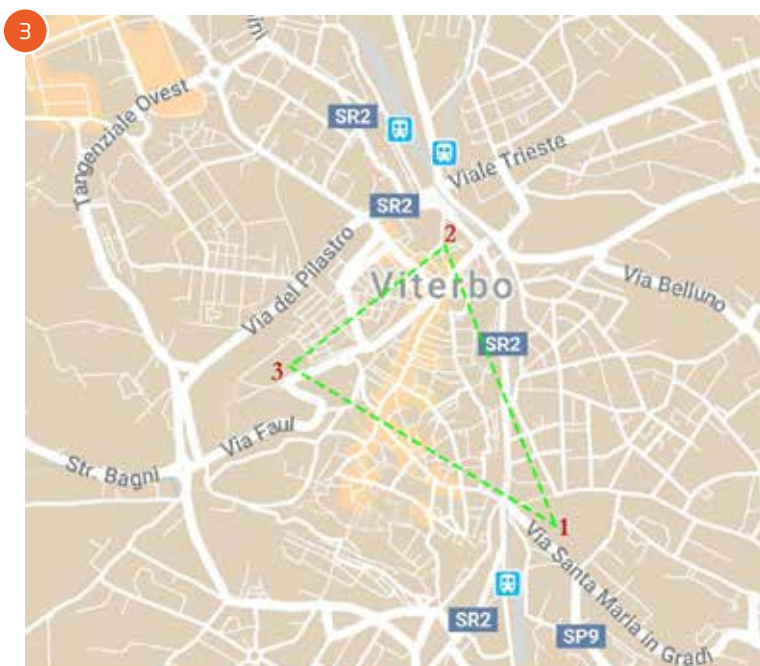 3
ini
Tangenziale Ovest
SR2
Viale Trieste
SR2
2
Via del Pilastro
Viterbo
Via Belluno
SR2
3
Via Faul
Str. Bagni
1
Via Santa Maria in Gradi
SR2
SP9